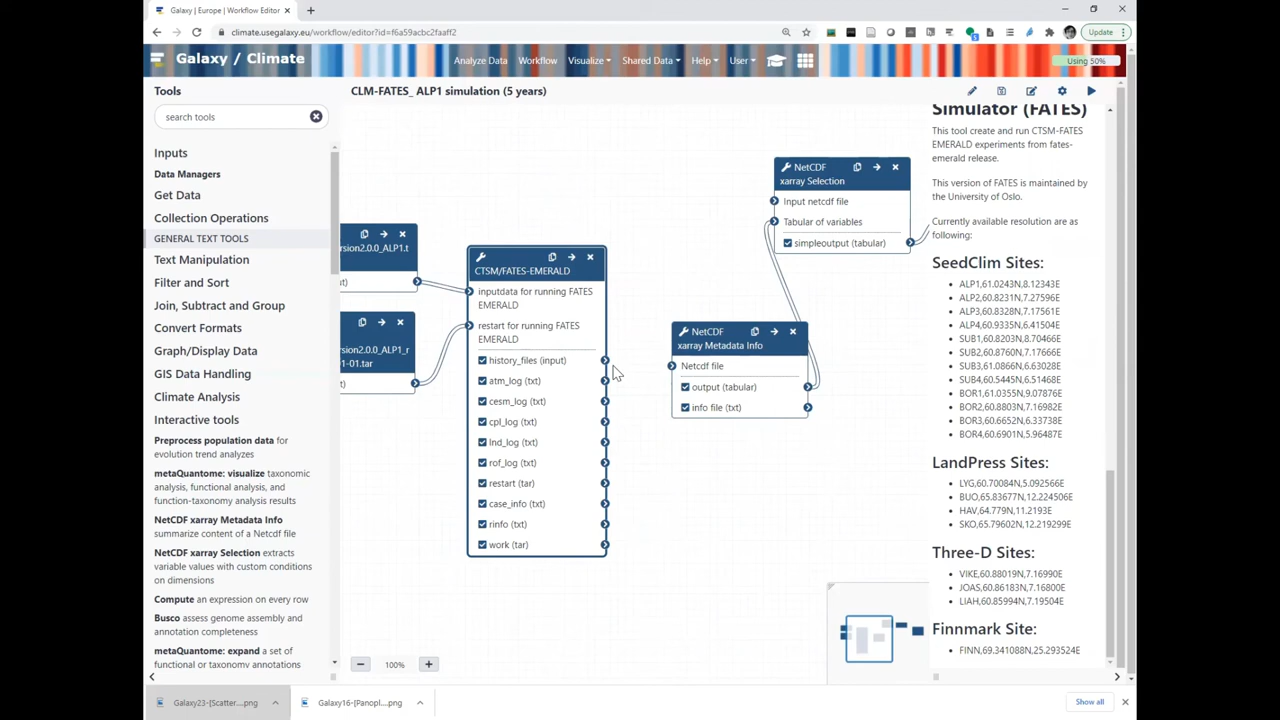 Galaxy | Europe | Workflow Editor
climate.usegalaxy.eu/workflow/editor?id=f6a59acbc2faaff2
Update
Galaxy / Climate
Analyze Data
Workflow
Visualize
Shared Data
Help
User
Using 50%
Tools
search tools
Inputs
Data Managers
Get Data
Collection Operations
GENERAL TEXT TOOLS
Text Manipulation
Filter and Sort
Join, Subtract and Group
Convert Formats
Graph/Display Data
GIS Data Handling
Climate Analysis
Interactive tools
Preprocess population data for
evolution trend analyzes
metaQuantome: visualize taxonomic
analysis, functional analysis, and
function-taxonomy analysis results
NetCDF xarray Metadata Info
summarize content of a Netcdf file
NetCDF xarray Selection extracts
variable values with custom conditions
on dimensions
Compute an expression on every row
Busco assess genome assembly and
annotation completeness
metaQuantome: expand a set of
functional or taxonomy annotations
CLM-FATES_ ALP1 simulation (5 years)
ersion2.0.0_ALP1.t
ut)
ersion2.0.0_ALP1_r
-01.tar
CTSM/FATES-EMERALD
inputdata for running FATES
EMERALD
restart for running FATES
EMERALD
history_files (input)
atm_log (txt)
cesm_log (txt)
cpl_log (txt)
lnd_log (txt)
rof_log (txt)
restart (tar)
case_info (txt)
rinfo (txt)
work (tar)
NetCDF
xarray Metadata Info
Netcdf file
output (tabular)
info file (txt)
NetCDF
xarray Selection
Input netcdf file
Tabular of variables
simpleoutput (tabular)
100%
Simulator (FATES)
This tool create and run CTSM-FATES
EMERALD experiments from fates-
emerald release.
This version of FATES is maintained by
the University of Oslo.
Currently available resolution are as
following:
SeedClim Sites:
ALP1,61.0243N,8.12343E
ALP2,60.8231N,7.27596E
ALP3,60.8328N,7.17561E
ALP4,60.9335N,6.41504E
SUB1,60.8203N,8.70466E
SUB2,60.8760N,7.17666E
SUB3,61.0866N,6.63028E
SUB4,60.5445N,6.51468E
BOR1,61.0355N,9.07876E
BOR2,60.8803N,7.16982E
BOR3,60.6652N,6.33738E
BOR4,60.6901N,5.96487E
LandPress Sites:
LYG,60.70084N,5.092566E
BUO,65.83677N,12.224506E
HAV,64.779N,11.2193E
SKO,65.79602N,12.219299E
Three-D Sites:
VIKE,60.88019N,7.16990E
JOAS,60.86183N,7.16800E
LIAH,60.85994N,7.19504E
Finnmark Site:
FINN,69.341088N,25.293524E
Galaxy23-[Scatter....png
Galaxy16-[Panopl....png
Show all